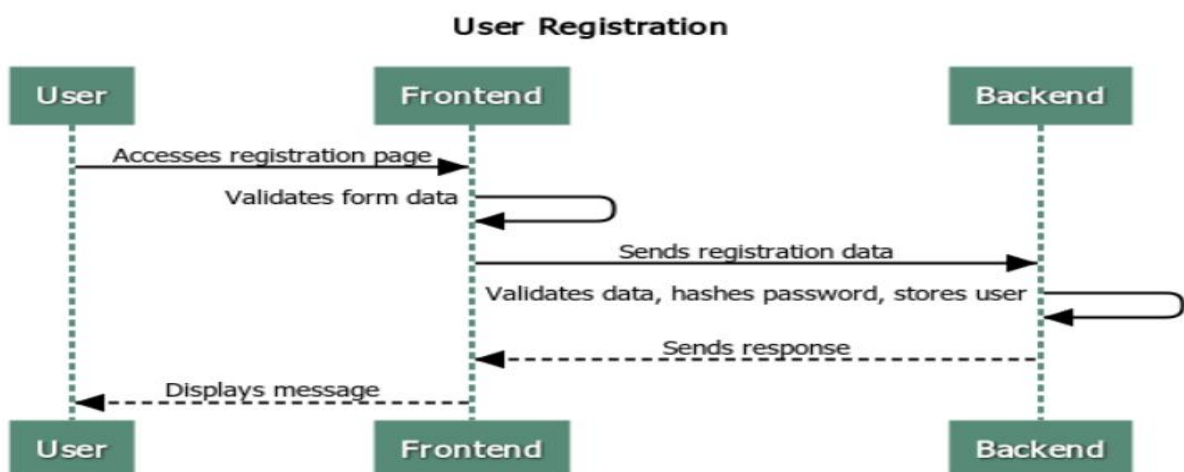 User Registration
User
Frontend
Backend
Accesses registration page
Validates form data
Sends registration data
Validates data, hashes password, stores user
Sends response
Displays message
User
Frontend
Backend